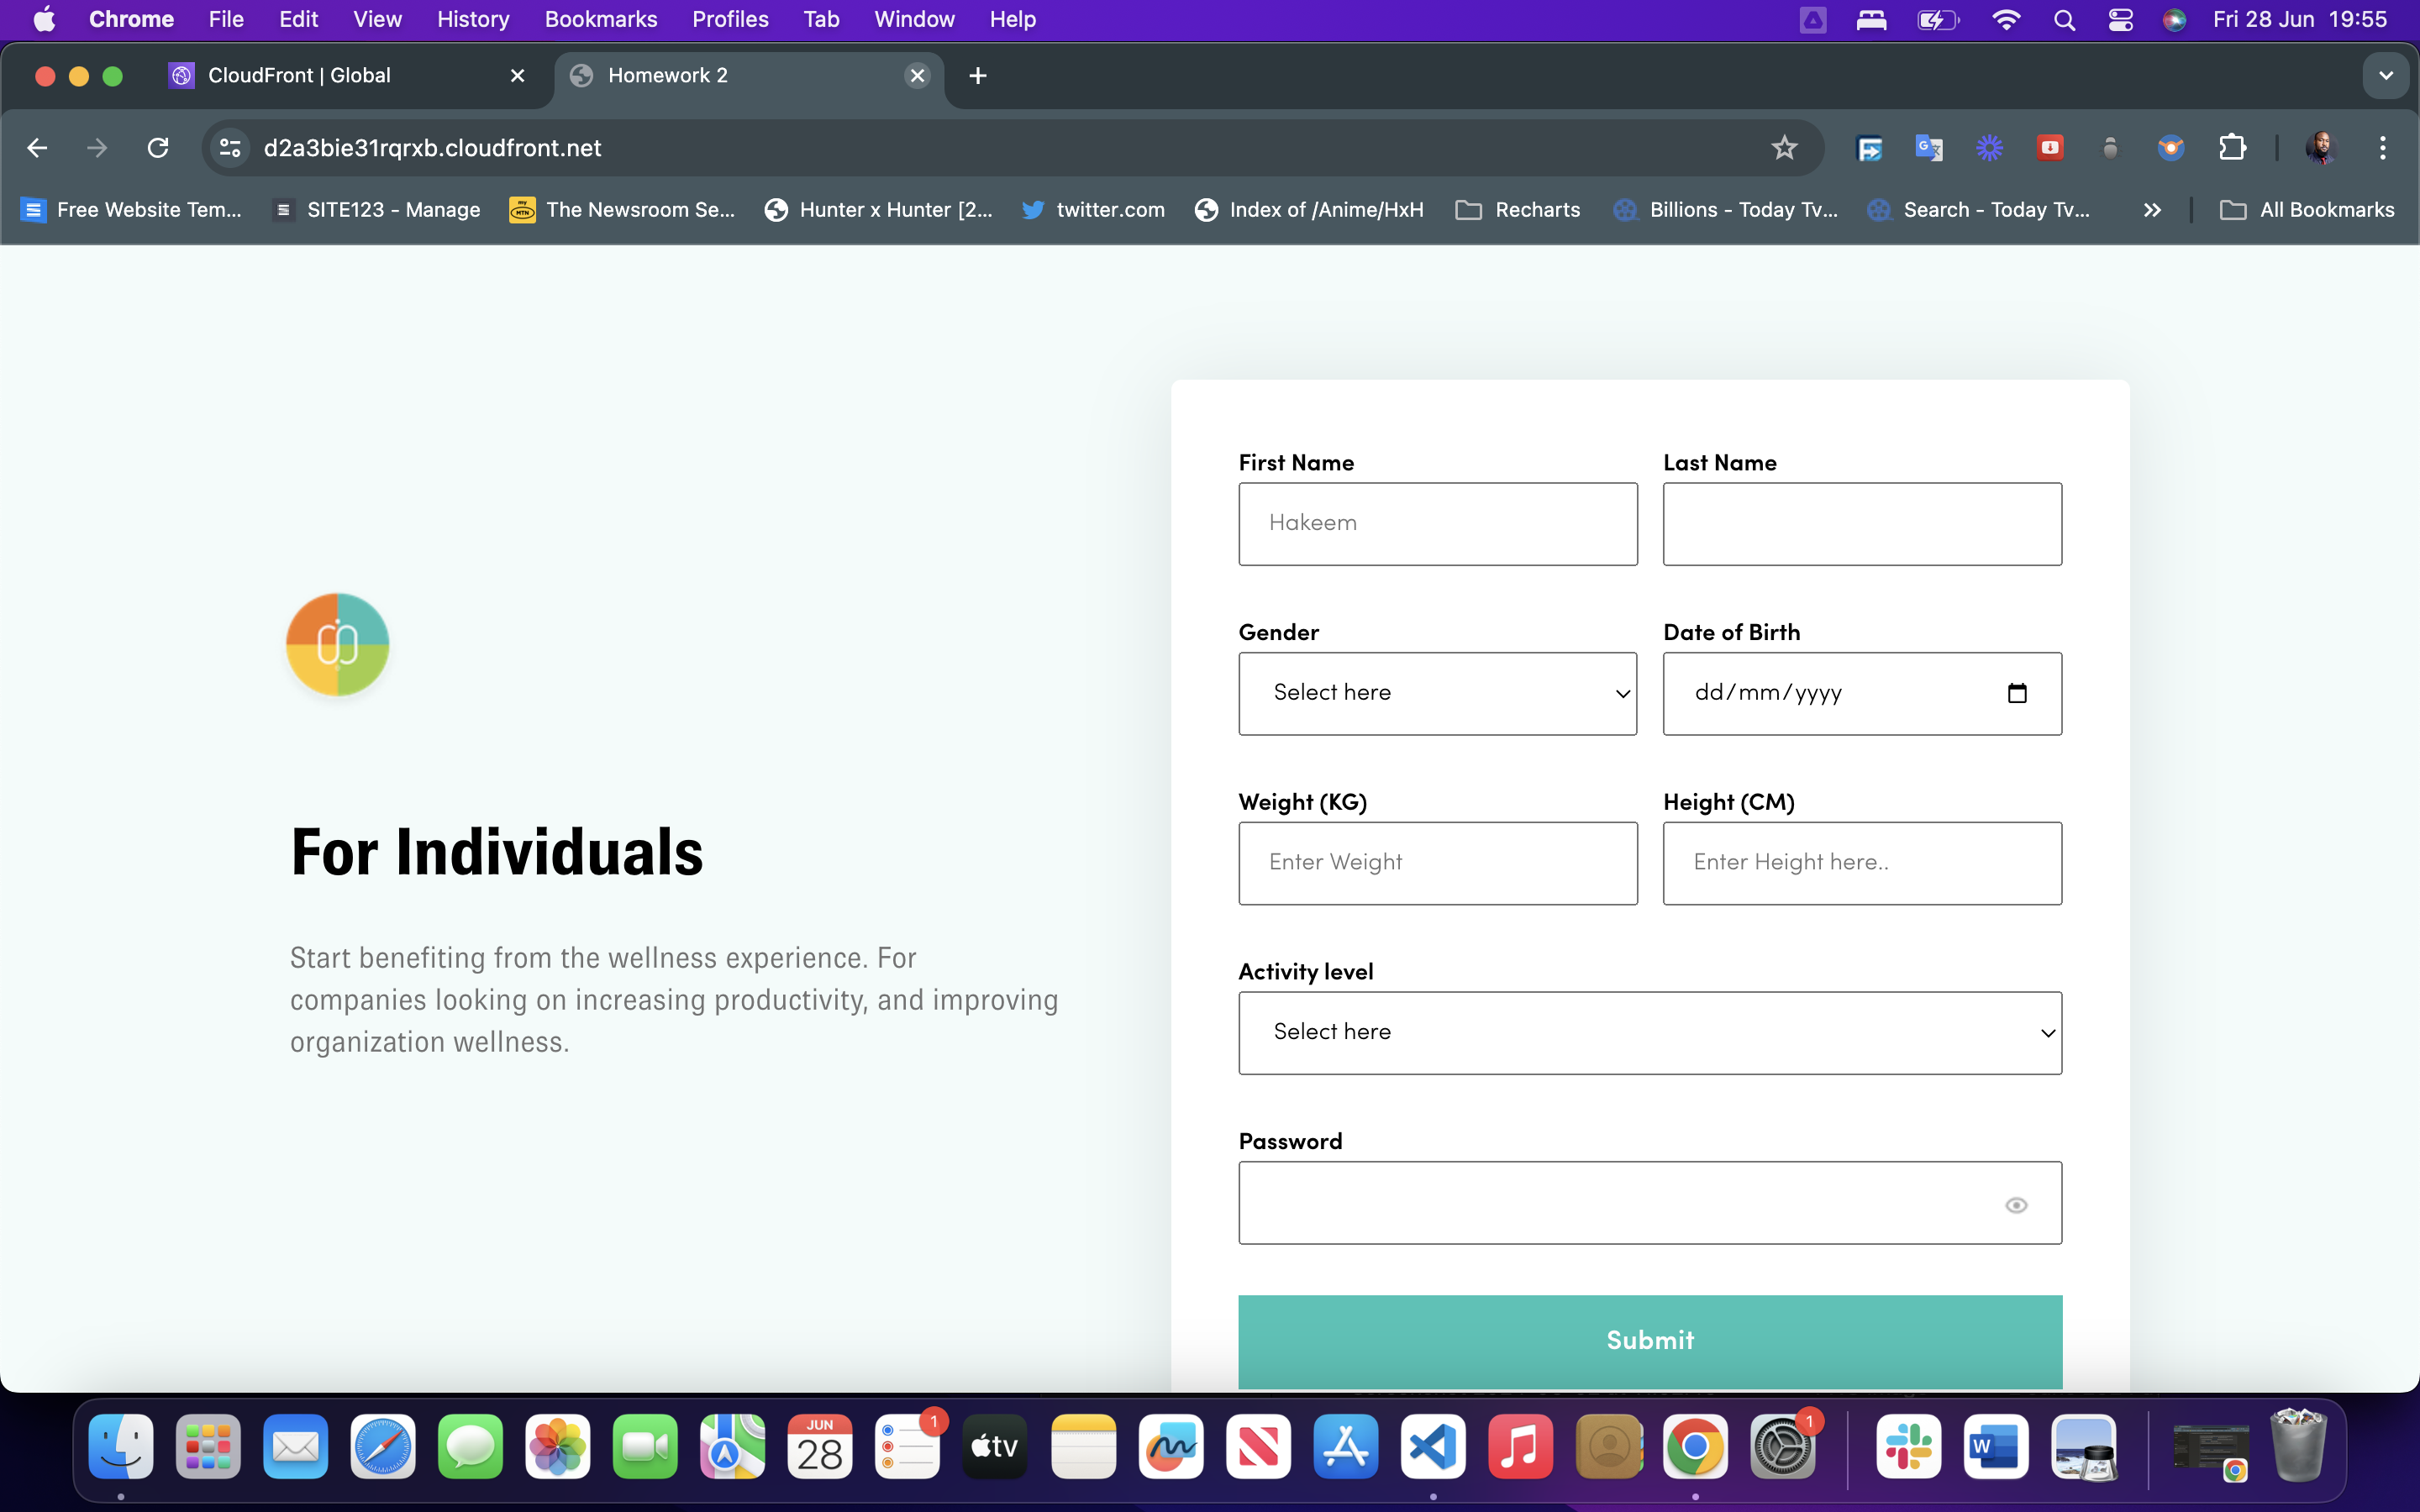 Chrome File Edit View History Bookmarks Profiles Tab Window Help Fri 28 Jun 19:55
CloudFront | Global Homework 2
d2a3bie31rqrxb.cloudfront.net
Free Website Tem... SITE123 - Manage The Newsroom Se... Hunter x Hunter [2... twitter.com Index of /Anime/HxH Recharts Billions - Today Tv... Search - Today Tv... All Bookmarks
First Name Last Name
Hakeem
Gender Date of Birth
Select here dd/mm/yyyy
Weight (KG) Height (CM)
Enter Weight Enter Height here..
Activity level
Select here
Password
Submit
For Individuals
Start benefiting from the wellness experience. For
companies looking on increasing productivity, and improving
organization wellness.
JUN
28
1
tv
1
W